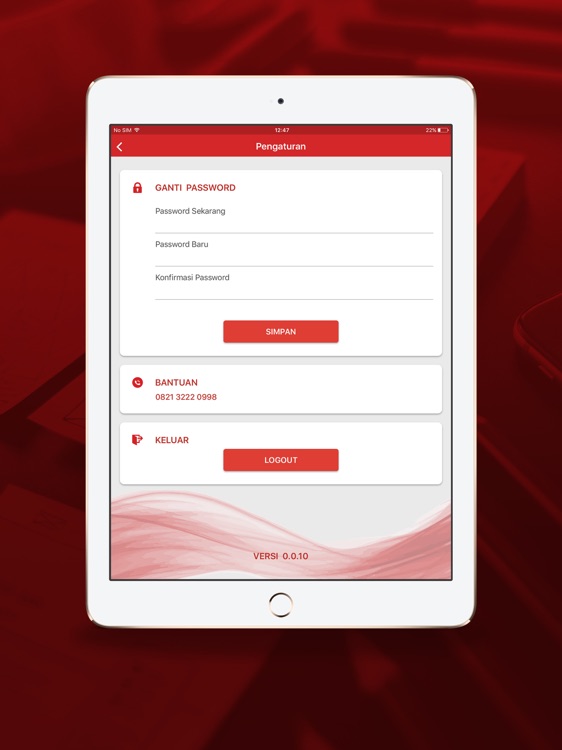 No SIM 12:47 22%
Pengaturan
GANTI PASSWORD
Password Sekarang
Password Baru
Konfirmasi Password
SIMPAN
BANTUAN
0821 3222 0998
KELUAR
LOGOUT
VERSI 0.0.10